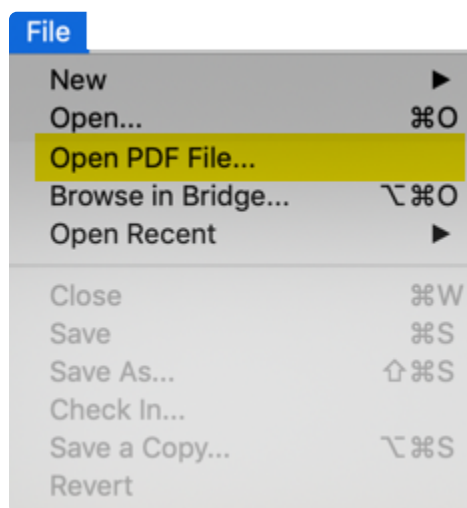 File
New ▶
Open... ⌘O
Open PDF File...
Browse in Bridge... ⌥⌘O
Open Recent ▶
Close ⌘W
Save ⌘S
Save As... ⇧⌘S
Check In...
Save a Copy... ⌥⌘S
Revert